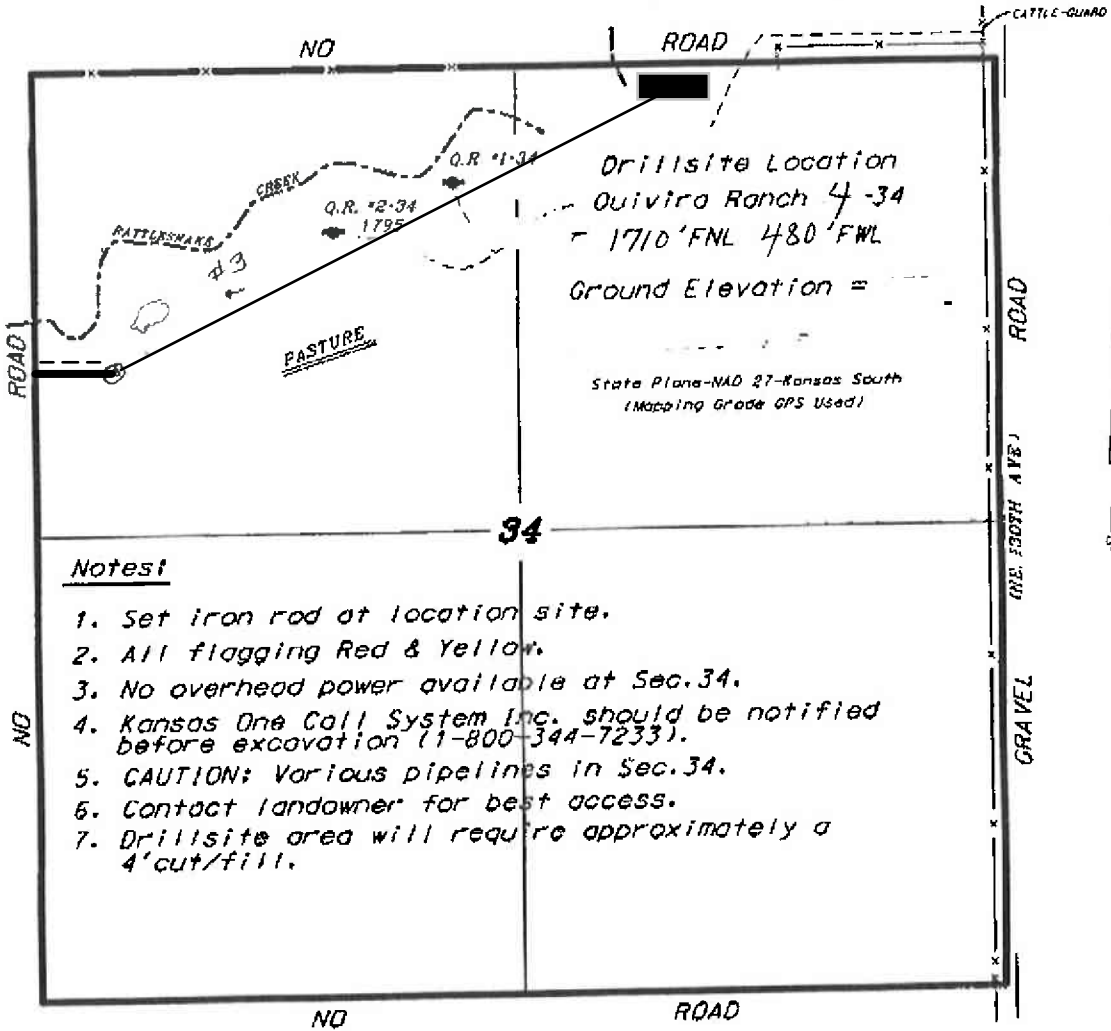 CATTLE-GUARD
NO ROAD
Q.R #1-34
Drillsite Location
Quivira Ranch 4-34
1710'FNL 480'FWL
Ground Elevation =
CREEK
Q.R. #2-34
1795
RATTLESNAKE
#3
ROAD
ROAD
PASTURE
State Plane-NAD 27-Kansas South
(Mapping Grade GPS Used)
34
Notes:
1. Set iron rod at location site.
2. All flagging Red & Yellow.
3. No overhead power available at Sec.34.
4. Kansas One Call System Inc. should be notified
before excavation (1-800-344-7233).
5. CAUTION: Various pipelines in Sec.34.
6. Contact landowner for best access.
7. Drillsite area will require approximately a
4'cut/fill.
NO
GRAVEL
NO ROAD